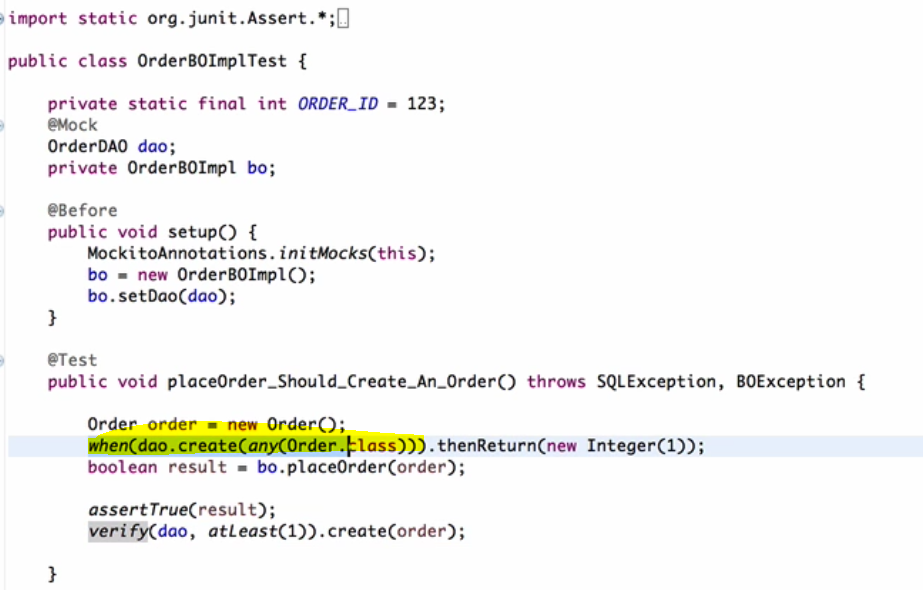 import static org.junit.Assert.*;
public class OrderBOImplTest {
private static final int ORDER_ID = 123;
@Mock
OrderDAO dao;
private OrderBOImpl bo;
@Before
public void setup() {
MockitoAnnotations.initMocks(this);
bo = new OrderBOImpl();
bo.setDao(dao);
}
@Test
public void placeOrder_Should_Create_An_Order() throws SQLException, BOException {
Order order = new Order();
when(dao.create(any(Order.class))).thenReturn(new Integer(1));
boolean result = bo.placeOrder(order);
assertTrue(result);
verify(dao, atLeast(1)).create(order);
}